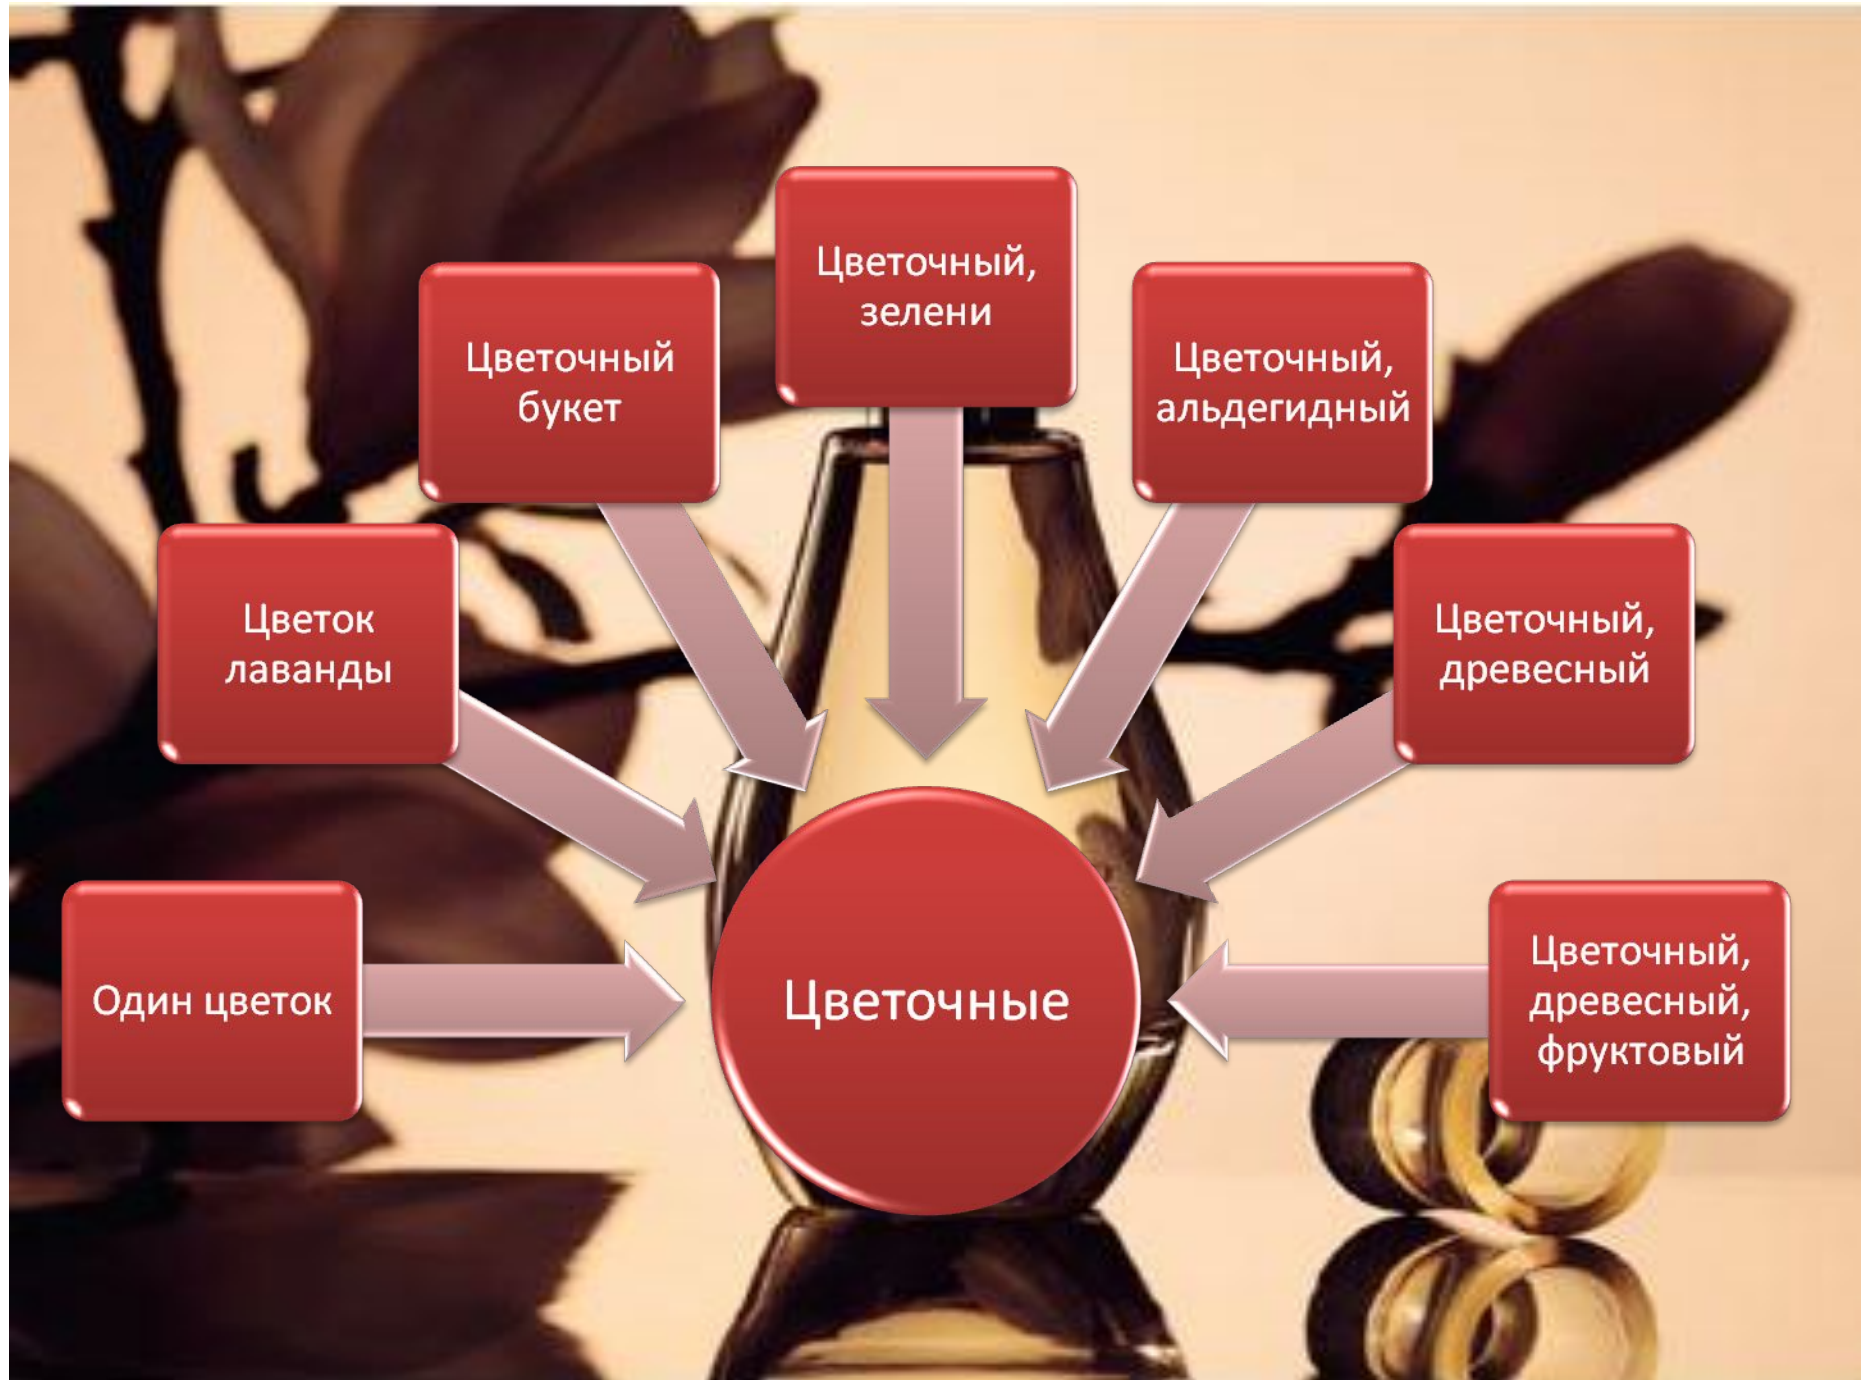 Цветочный,
зелени
Цветочный
букет
Цветочный,
альдегидный
Цветок
лаванды
Цветочный,
древесный
Один цветок
Цветочные
Цветочный,
древесный,
фруктовый